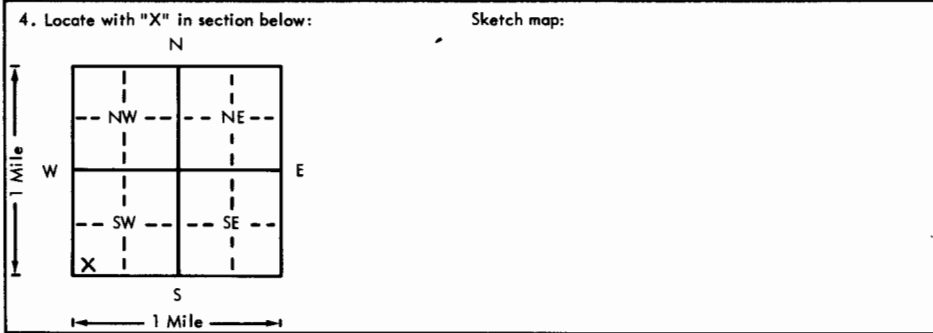 4. Locate with "X" in section below: Sketch map:
N
NW NE
1 Mile W E
SW SE
X
S
1 Mile